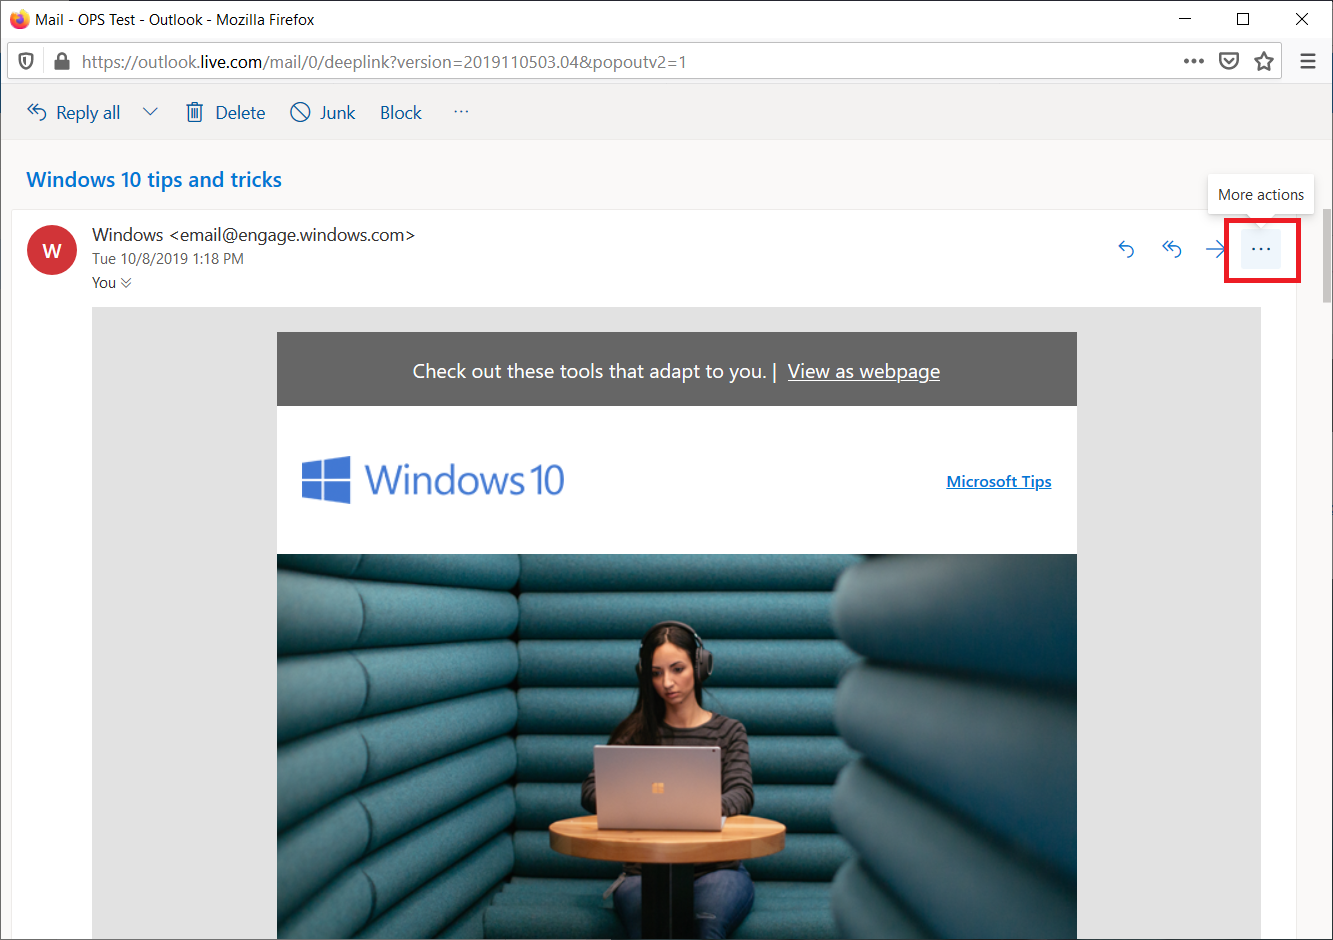 Mail - OPS Test - Outlook - Mozilla Firefox
https://outlook.live.com/mail/0/deeplink?version=2019110503.04&popoutv2=1
Reply all Delete Junk Block ...
Windows 10 tips and tricks
More actions
W
Windows <email@engage.windows.com>
Tue 10/8/2019 1:18 PM
You
Check out these tools that adapt to you. | View as webpage
Windows 10
Microsoft Tips